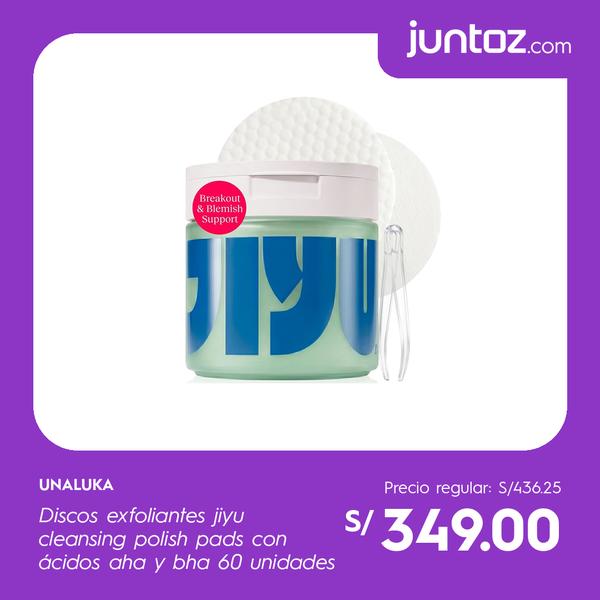 juntoz.com
Breakout
& Blemish
Support
JIYU
UNALUKA
Discos exfoliantes jiyu
cleansing polish pads con
ácidos aha y bha 60 unidades
Precio regular: S/436.25
S/349.00